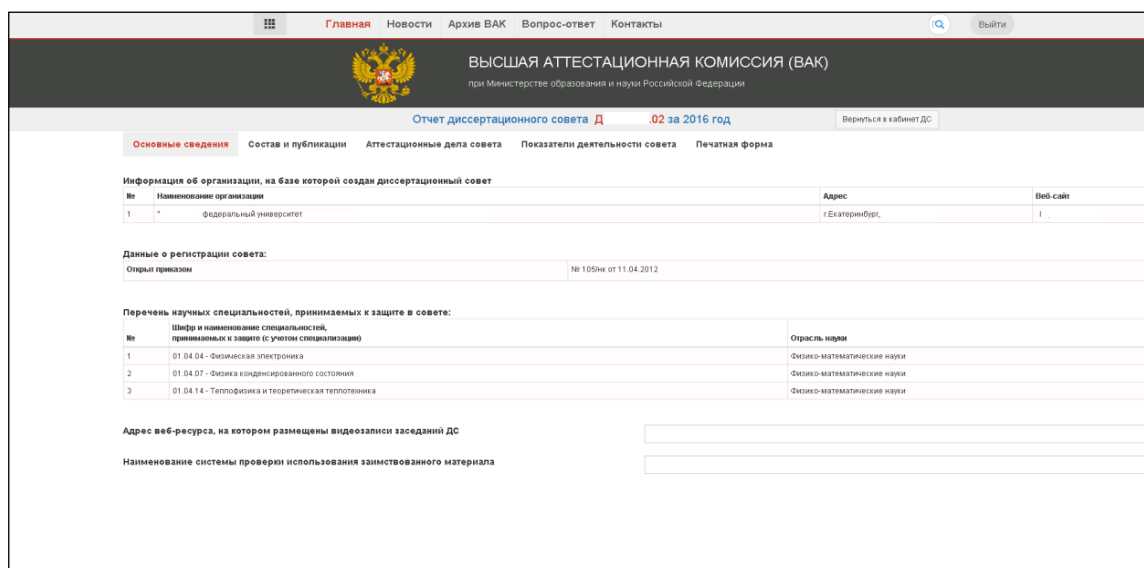 Главная Новости Архив ВАК Вопрос-ответ Контакты Выйти
ВЫСШАЯ АТТЕСТАЦИОННАЯ КОМИССИЯ (ВАК)
при Министерстве образования и науки Российской Федерации
Отчет диссертационного совета Д .02 за 2016 год Вернуться в кабинет ДС
Основные сведения Состав и публикации Аттестационные дела совета Показатели деятельности совета Печатная форма
Информация об организации, на базе которой создан диссертационный совет
№ Наименование организации Адрес Веб-сайт
1 " федеральный университет г.Екатеринбург,
Данные о регистрации совета:
Открыт приказом № 105/нк от 11.04.2012
Перечень научных специальностей, принимаемых к защите в совете:
Шифр и наименование специальностей,
№ принимаемых к защите (с учетом специализации) Отрасль науки
1 01.04.04 - Физическая электроника Физико-математические науки
2 01.04.07 - Физика конденсированного состояния Физико-математические науки
3 01.04.14 - Теплофизика и теоретическая теплотехника Физико-математические науки
Адрес веб-ресурса, на котором размещены видеозаписи заседаний ДС
Наименование системы проверки использования заимствованного материала